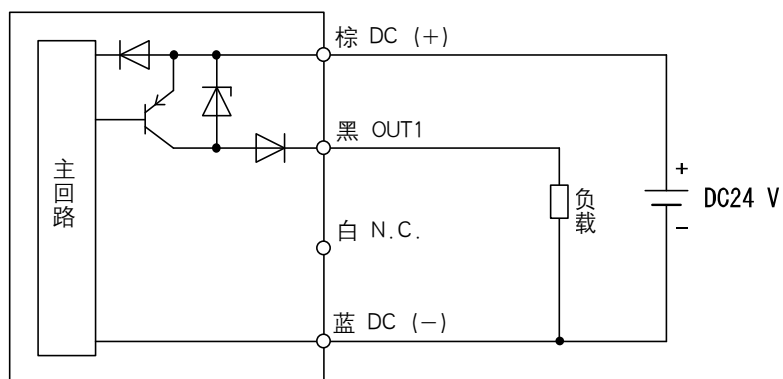 棕 DC (+)
黑 OUT1
主回路
负载
+
DC24 V
−
白 N.C.
蓝 DC (−)